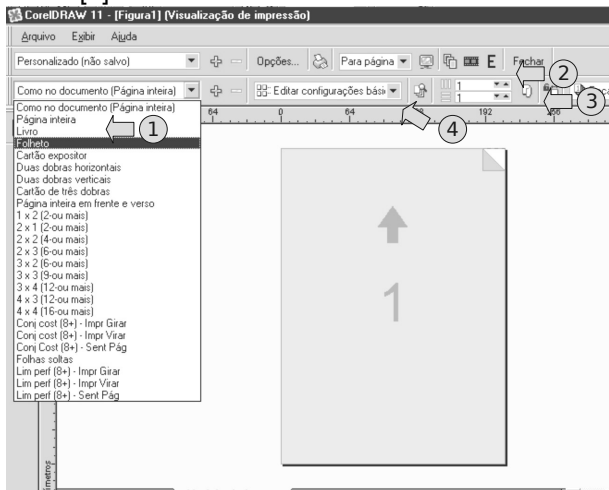 CorelDRAW 11 - [Figura1] (Visualização de impressão)
Arquivo Exibir Ajuda
Personalizado (não salvo) Opções... Para página E Fechar
2
Como no documento (Página inteira) Editar configurações bási 1
1
3
Como no documento (Página inteira)
Página inteira
Livro
Folheto
Cartão expositor
Duas dobras horizontais
Duas dobras verticais
Cartão de três dobras
Página inteira em frente e verso
1 x 2 (2-ou mais)
2 x 1 (2-ou mais)
2 x 2 (4-ou mais)
2 x 3 (6-ou mais)
3 x 2 (6-ou mais)
3 x 3 (9-ou mais)
3 x 4 (12-ou mais)
4 x 3 (12-ou mais)
4 x 4 (16-ou mais)
Conj cost (8+) - Impr Girar
Conj cost (8+) - Impr Virar
Conj Cost (8+) - Sent Pág
Folhas soltas
Lim perf (8+) - Impr Girar
Lim perf (8+) - Impr Virar
Lim perf (8+) - Sent Pág
1
4
64 0 64 192
1